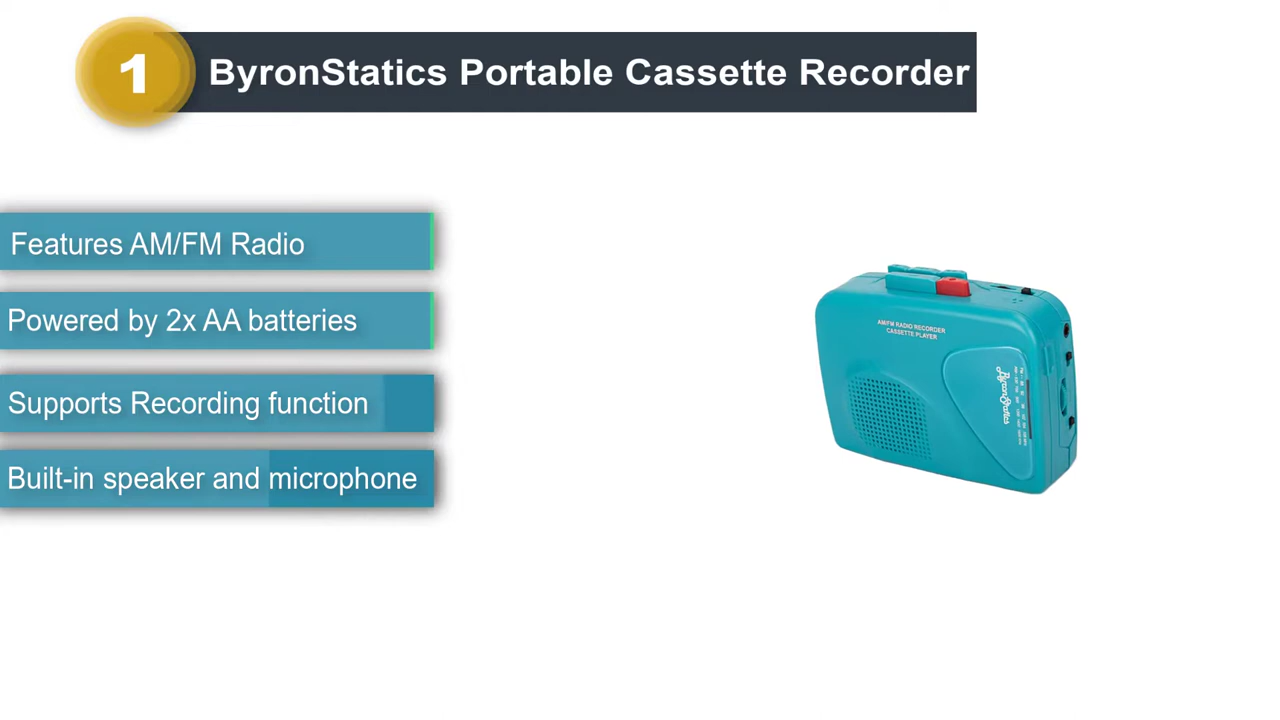 1
ByronStatics Portable Cassette Recorder
Features AM/FM Radio
Powered by 2x AA batteries
Supports Recording function
Built-in speaker and microphone
AM/FM RADIO RECORDER
CASSETTE PLAYER
ByronStatics